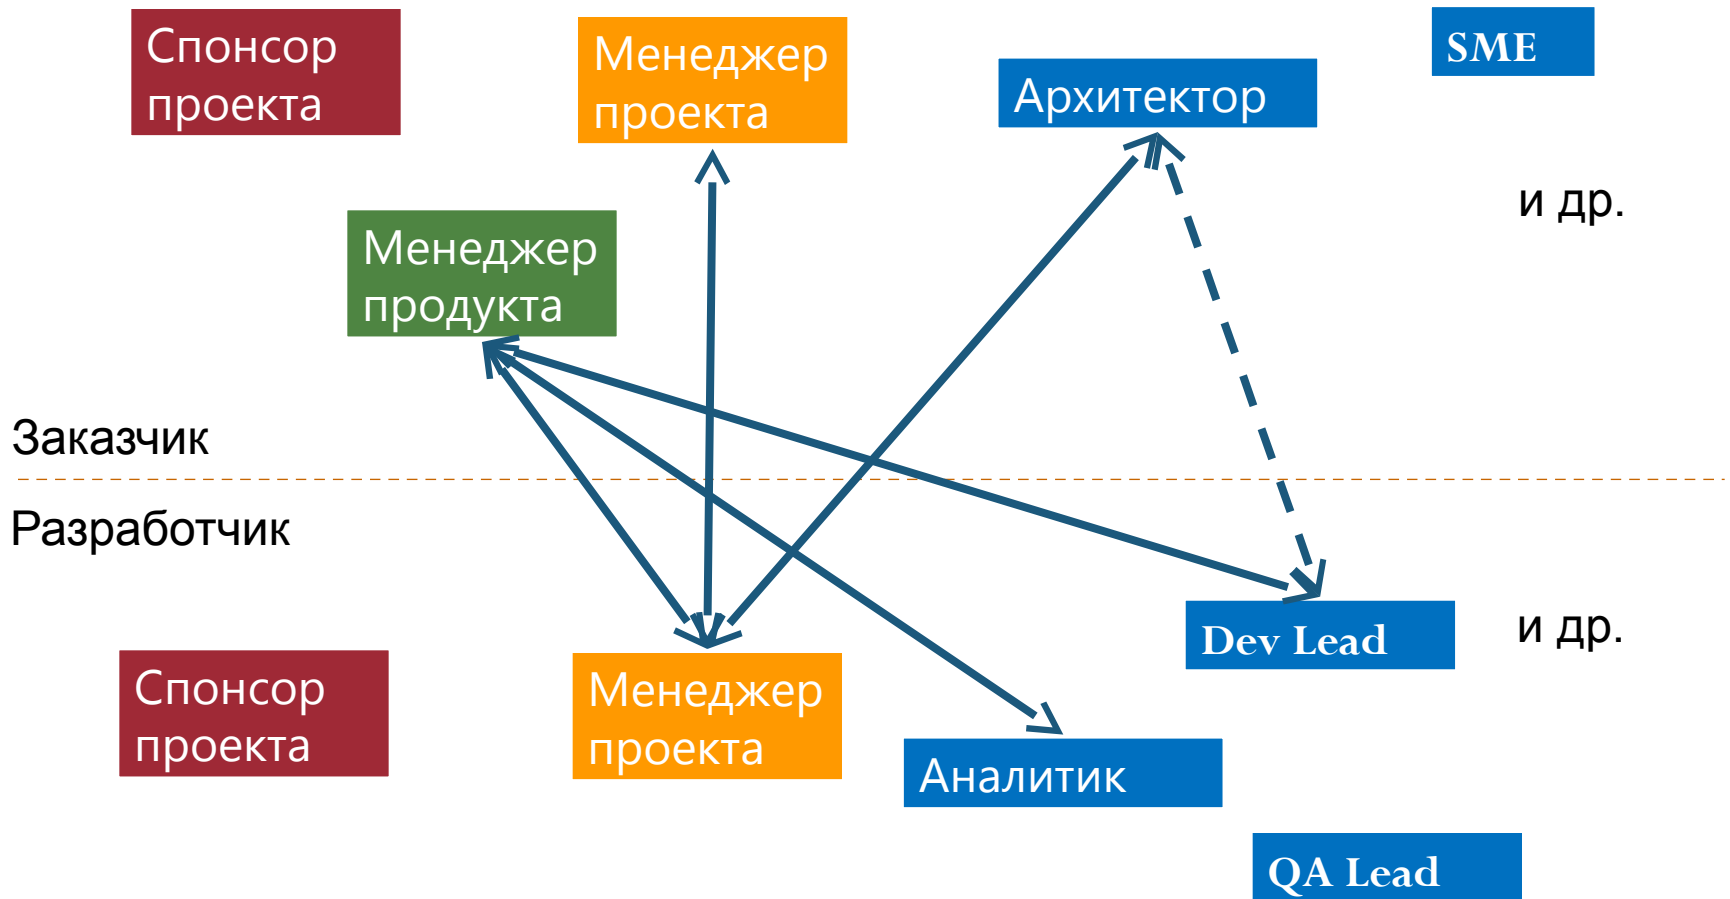 Спонсор
проекта
Менеджер
проекта
Архитектор
SME
и др.
Менеджер
продукта
Заказчик
Разработчик
Спонсор
проекта
Менеджер
проекта
Dev Lead
и др.
Аналитик
QA Lead